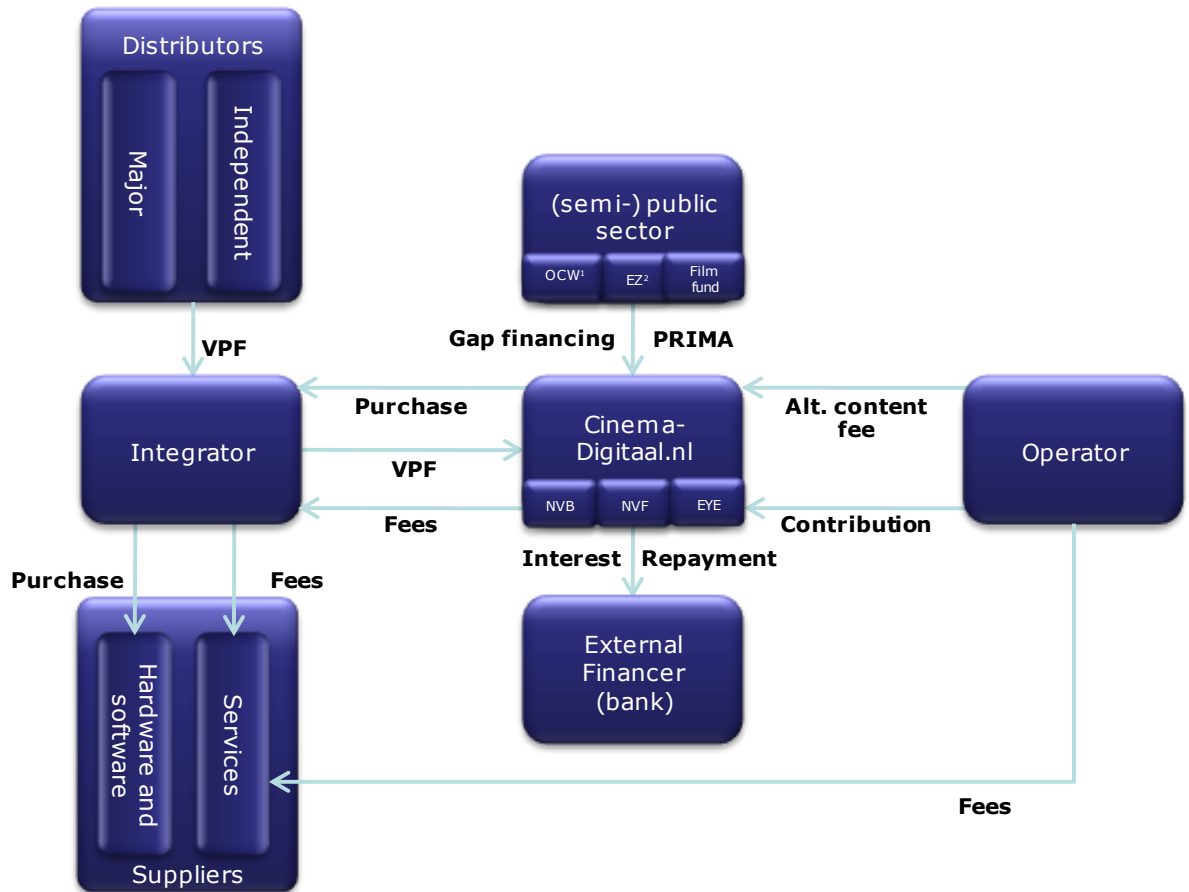 Distributors
Major
Independent
(semi-) public
sector
OCW¹
EZ²
Film
fund
VPF
Gap financing
PRIMA
Integrator
Purchase
VPF
Fees
Cinema-
Digitaal.nl
NVB
NVF
EYE
Alt. content
fee
Contribution
Operator
Purchase
Fees
Interest
Repayment
Hardware and
software
Services
Suppliers
External
Financer
(bank)
Fees